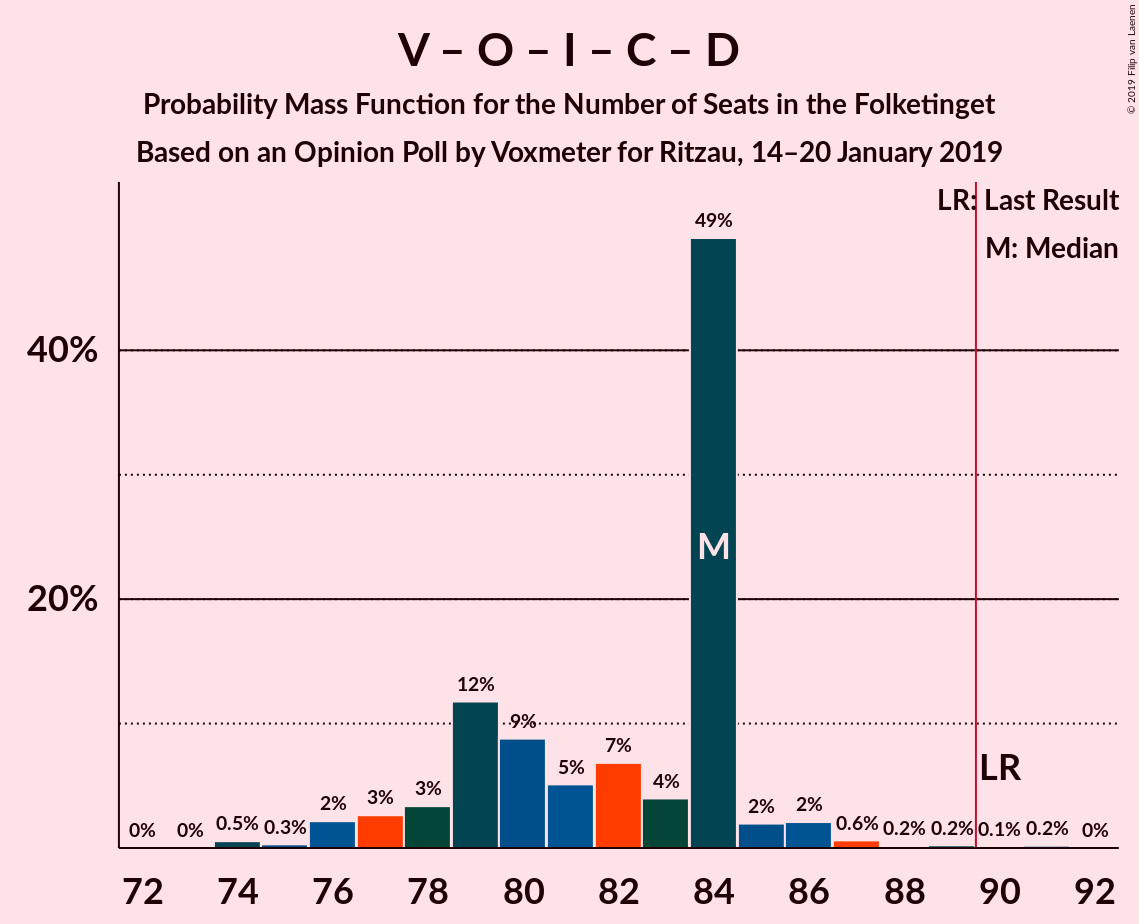 V – O – I – C – D
Probability Mass Function for the Number of Seats in the Folketinget
Based on an Opinion Poll by Voxmeter for Ritzau, 14–20 January 2019
© 2019 Filip van Laenen
LR: Last Result
M: Median
40%
20%
0% 0% 0.5% 0.3% 2% 3% 3% 12% 9% 5% 7% 4% 49% 2% 2% 0.6% 0.2% 0.2% 0.1% 0.2% 0%
M
LR
72 74 76 78 80 82 84 86 88 90 92